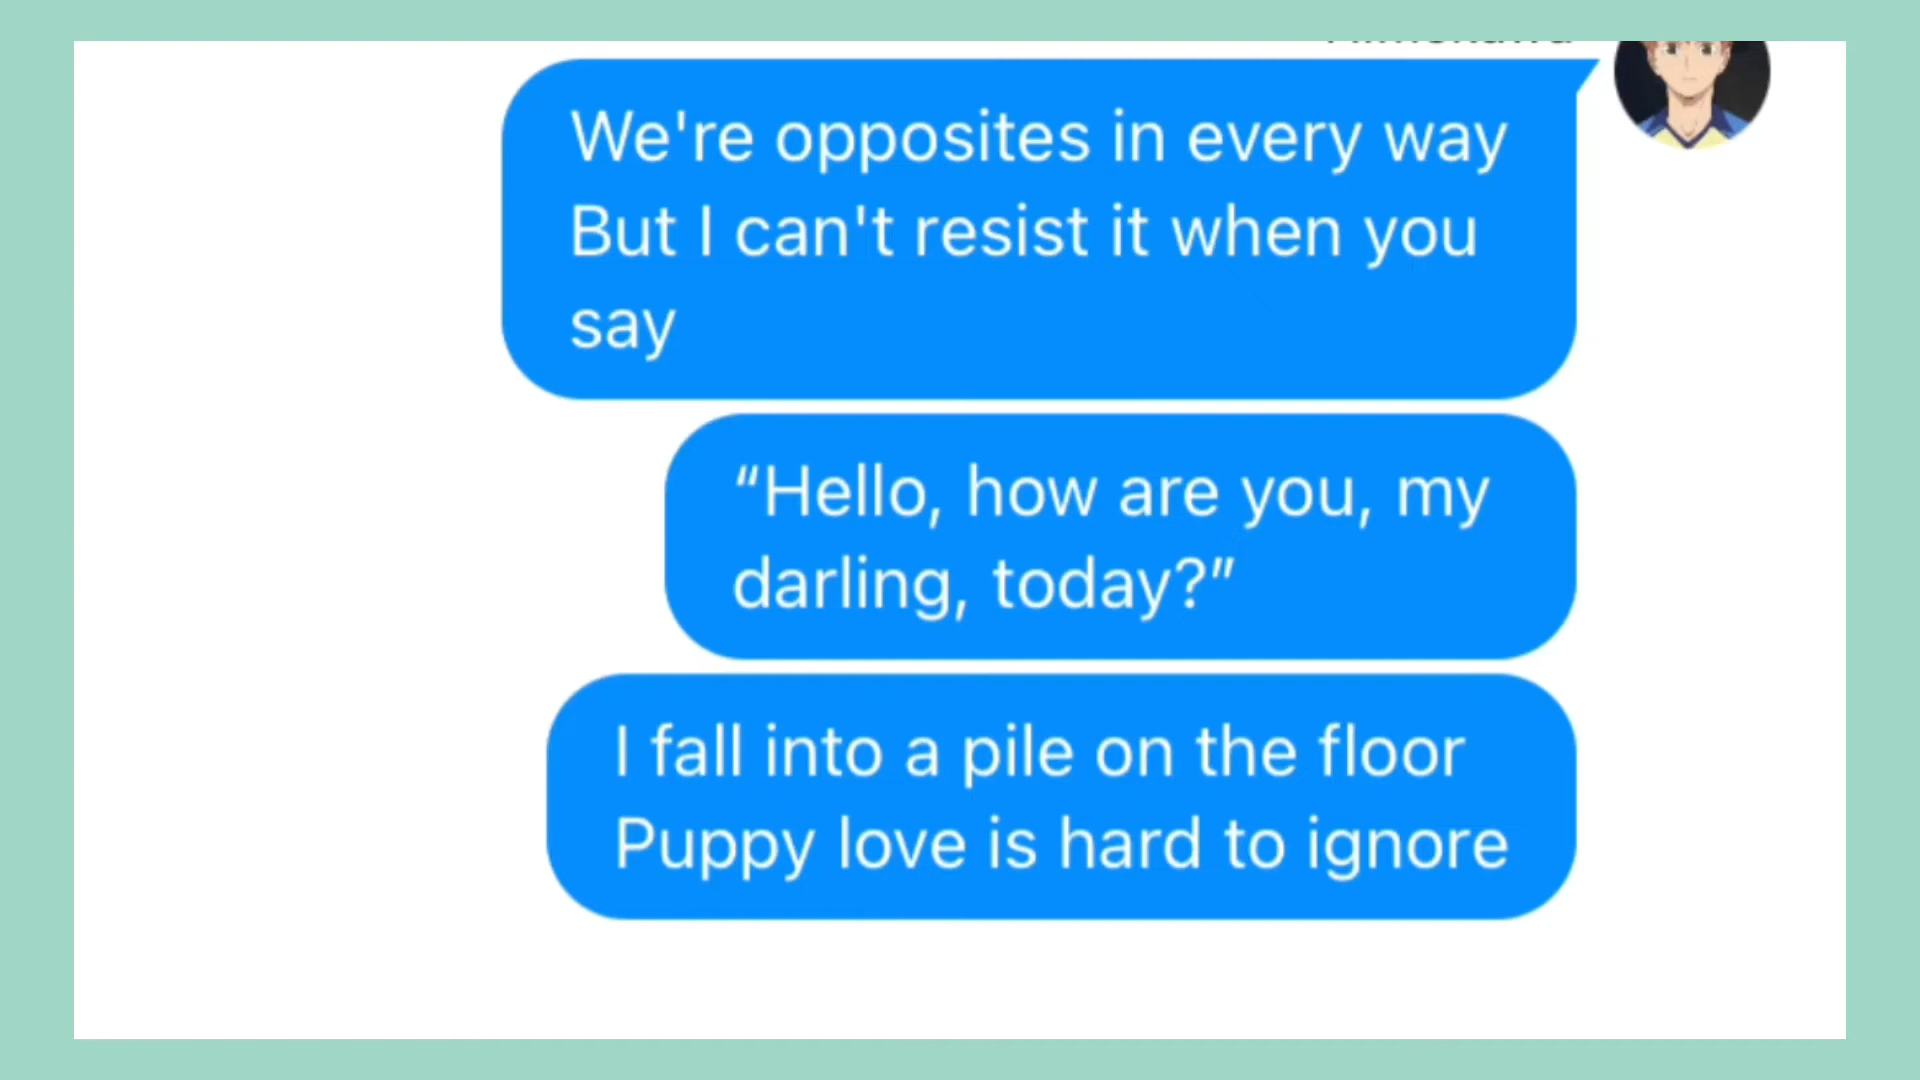 We're opposites in every way
But I can't resist it when you
say
“Hello, how are you, my
darling, today?”
I fall into a pile on the floor
Puppy love is hard to ignore